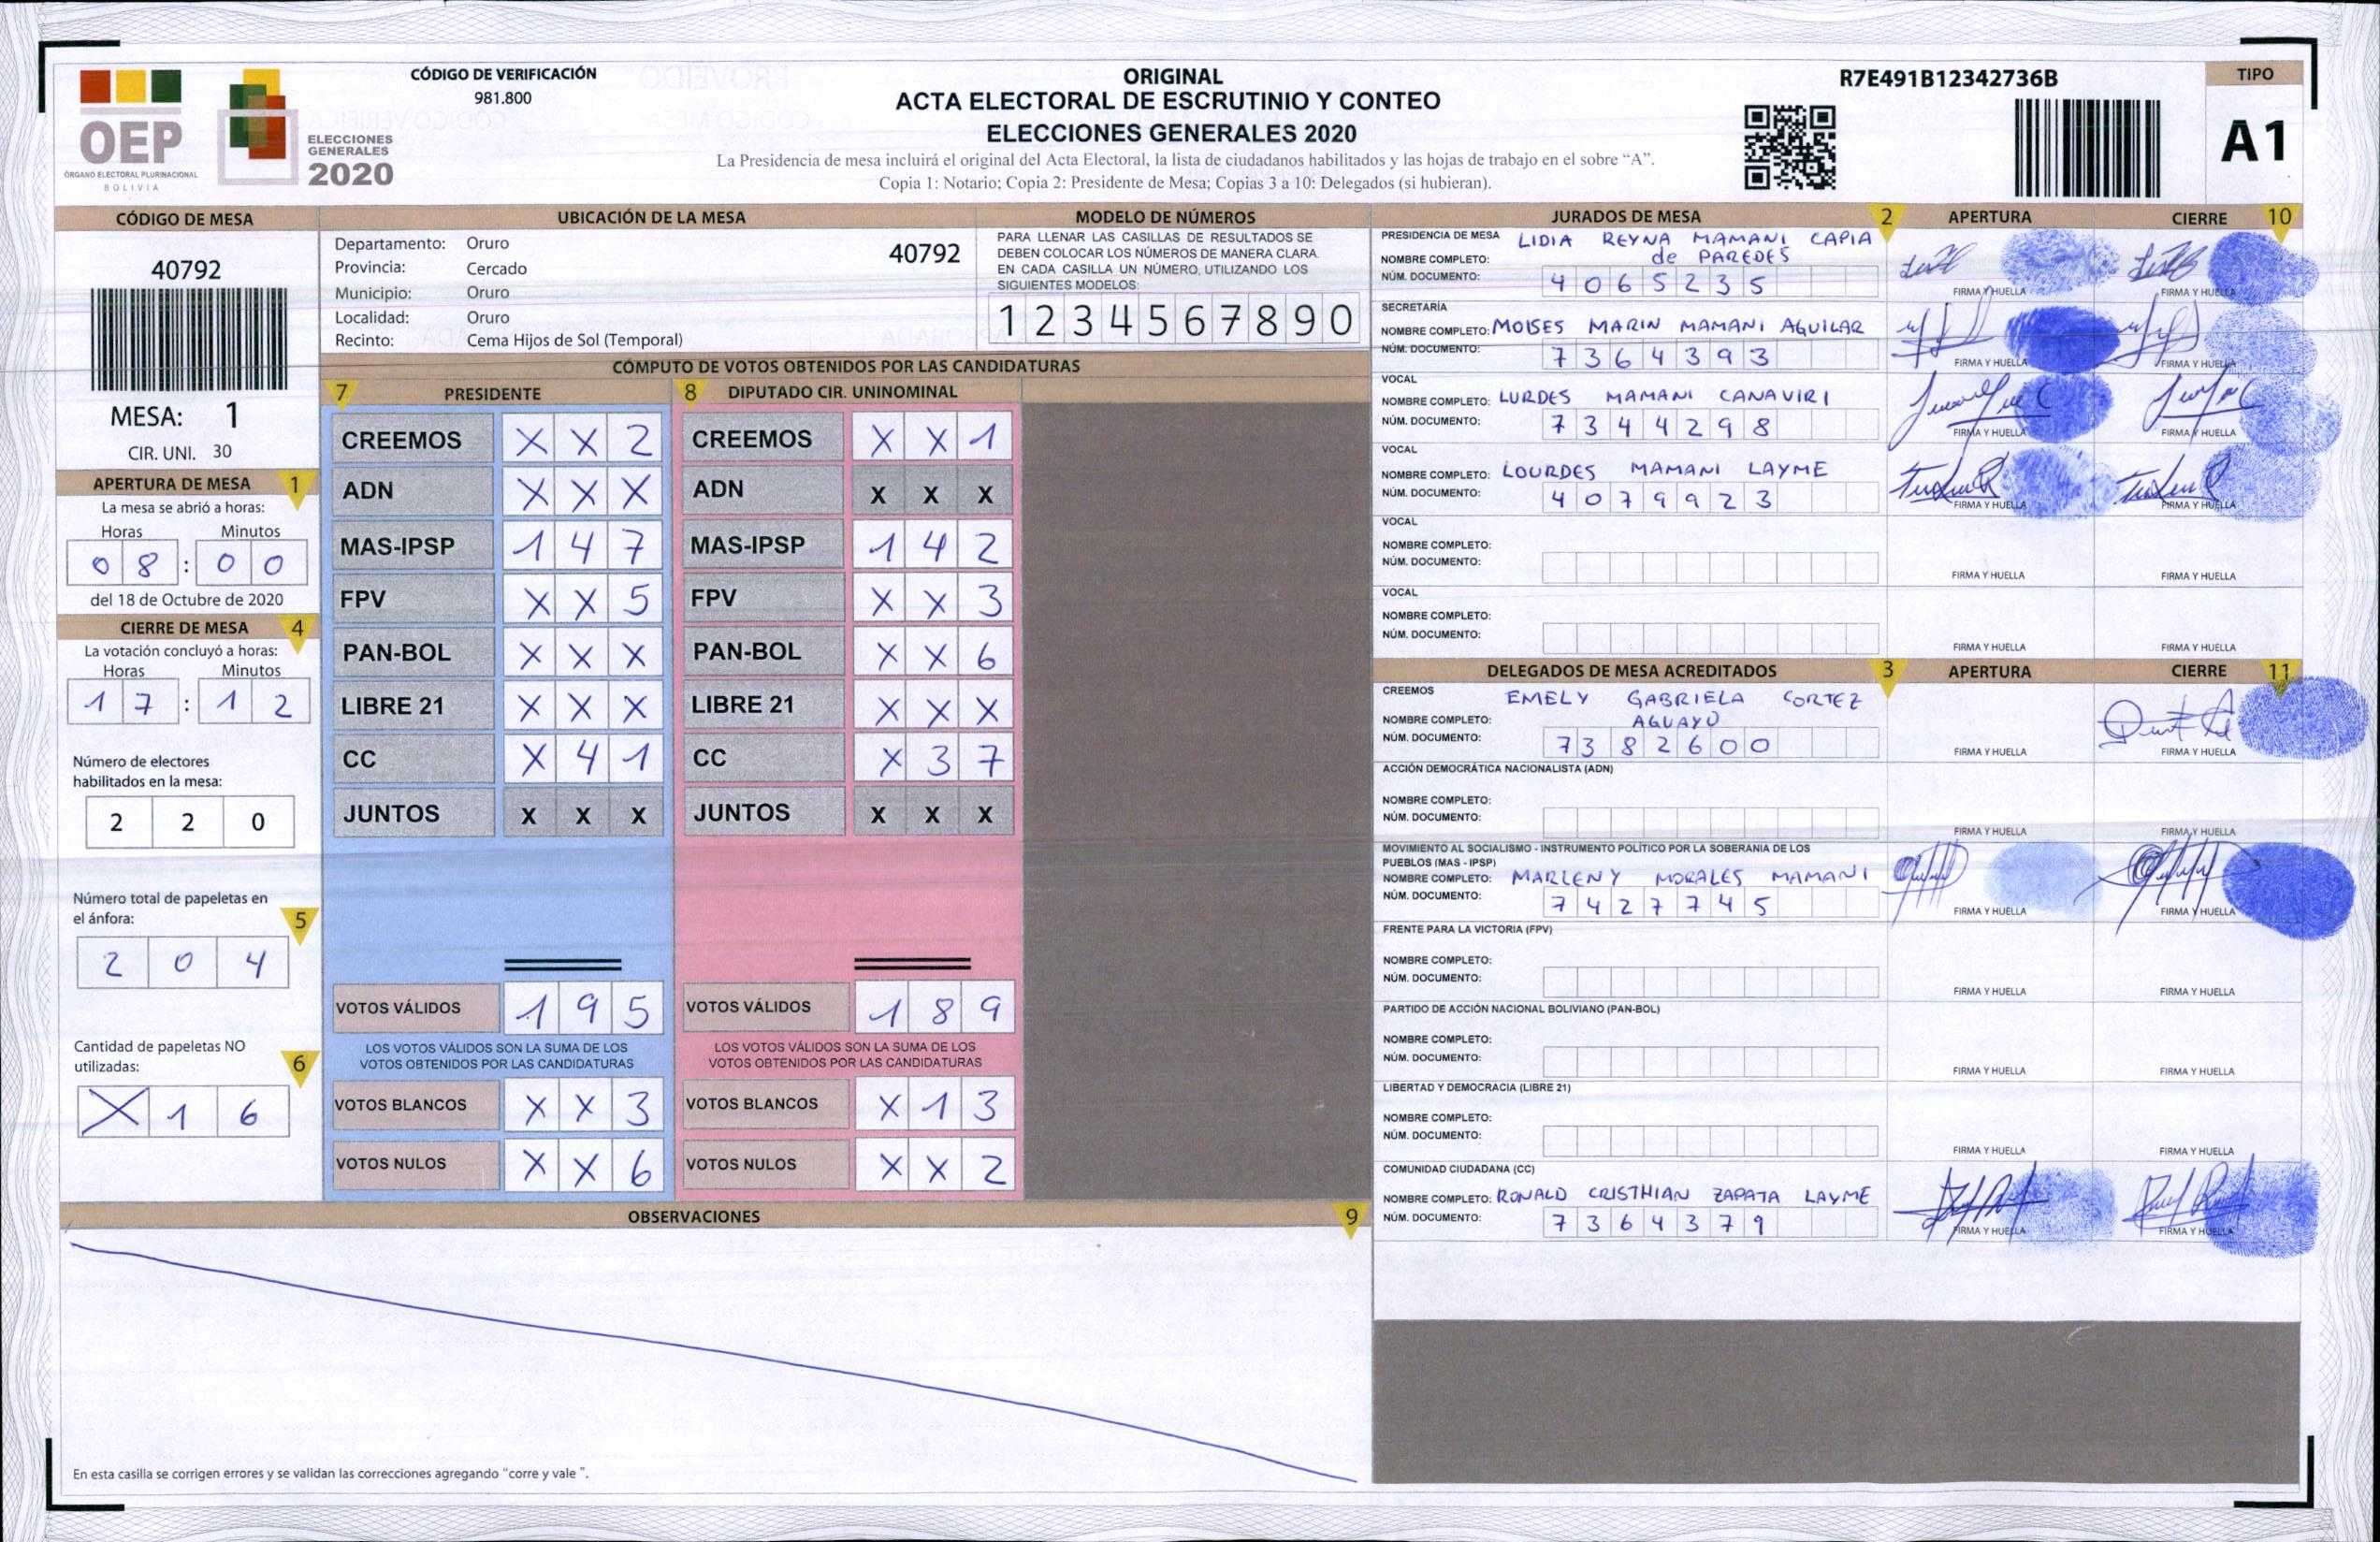 CÓDIGO DE VERIFICACIÓN
981.800
OEP
ÓRGANO ELECTORAL PLURINACIONAL
BOLIVIA
ELECCIONES
GENERALES
2020
ORIGINAL
ACTA ELECTORAL DE ESCRUTINIO Y CONTEO
ELECCIONES GENERALES 2020
La Presidencia de mesa incluirá el original del Acta Electoral, la lista de ciudadanos habilitados y las hojas de trabajo en el sobre “A”.
Copia 1: Notario; Copia 2: Presidente de Mesa; Copias 3 a 10: Delegados (si hubieran).
R7E491B12342736B
TIPO
A1
CÓDIGO DE MESA
40792
MESA: 1
CIR. UNI. 30
APERTURA DE MESA 1
La mesa se abrió a horas:
Horas Minutos
0 8 : 0 0
del 18 de Octubre de 2020
CIERRE DE MESA 4
La votación concluyó a horas:
Horas Minutos
1 7 : 1 2
Número de electores
habilitados en la mesa:
2 2 0
Número total de papeletas en
el ánfora: 5
2 0 4
Cantidad de papeletas NO
utilizadas: 6
X 1 6
UBICACIÓN DE LA MESA
Departamento: Oruro 40792
Provincia: Cercado
Municipio: Oruro
Localidad: Oruro
Recinto: Cema Hijos de Sol (Temporal)
MODELO DE NÚMEROS
PARA LLENAR LAS CASILLAS DE RESULTADOS SE
DEBEN COLOCAR LOS NÚMEROS DE MANERA CLARA.
EN CADA CASILLA UN NÚMERO, UTILIZANDO LOS
SIGUIENTES MODELOS:
1 2 3 4 5 6 7 8 9 0
CÓMPUTO DE VOTOS OBTENIDOS POR LAS CANDIDATURAS
7 PRESIDENTE
CREEMOS X X 2
ADN X X X
MAS-IPSP 1 4 7
FPV X X 5
PAN-BOL X X X
LIBRE 21 X X X
CC X 4 1
JUNTOS X X X
VOTOS VÁLIDOS 1 9 5
LOS VOTOS VÁLIDOS SON LA SUMA DE LOS
VOTOS OBTENIDOS POR LAS CANDIDATURAS
VOTOS BLANCOS X X 3
VOTOS NULOS X X 6
8 DIPUTADO CIR. UNINOMINAL
CREEMOS X X 1
ADN X X X
MAS-IPSP 1 4 2
FPV X X 3
PAN-BOL X X 6
LIBRE 21 X X X
CC X 3 7
JUNTOS X X X
VOTOS VÁLIDOS 1 8 9
LOS VOTOS VÁLIDOS SON LA SUMA DE LOS
VOTOS OBTENIDOS POR LAS CANDIDATURAS
VOTOS BLANCOS X 1 3
VOTOS NULOS X X 2
OBSERVACIONES 9
En esta casilla se corrigen errores y se validan las correcciones agregando “corre y vale ”.
JURADOS DE MESA 2 APERTURA CIERRE 10
PRESIDENCIA DE MESA LIDIA REYNA MAMANI CAPIA
NOMBRE COMPLETO: de PAREDES
NÚM. DOCUMENTO: 4 0 6 5 2 3 5
FIRMA Y HUELLA FIRMA Y HUELLA
SECRETARÍA
NOMBRE COMPLETO: MOISES MARIN MAMANI AGUILAR
NÚM. DOCUMENTO: 7 3 6 4 3 9 3
FIRMA Y HUELLA FIRMA Y HUELLA
VOCAL
NOMBRE COMPLETO: LURDES MAMANI CANAVIRI
NÚM. DOCUMENTO: 7 3 4 4 2 9 8
FIRMA Y HUELLA FIRMA Y HUELLA
VOCAL
NOMBRE COMPLETO: LOURDES MAMANI LAYME
NÚM. DOCUMENTO: 4 0 7 9 9 2 3
FIRMA Y HUELLA FIRMA Y HUELLA
VOCAL
NOMBRE COMPLETO:
NÚM. DOCUMENTO:
FIRMA Y HUELLA FIRMA Y HUELLA
VOCAL
NOMBRE COMPLETO:
NÚM. DOCUMENTO:
FIRMA Y HUELLA FIRMA Y HUELLA
DELEGADOS DE MESA ACREDITADOS 3 APERTURA CIERRE 11
CREEMOS EMELY GABRIELA CORTEZ
NOMBRE COMPLETO: AGUAYO
NÚM. DOCUMENTO: 7 3 8 2 6 0 0
FIRMA Y HUELLA FIRMA Y HUELLA
ACCIÓN DEMOCRÁTICA NACIONALISTA (ADN)
NOMBRE COMPLETO:
NÚM. DOCUMENTO:
FIRMA Y HUELLA FIRMA Y HUELLA
MOVIMIENTO AL SOCIALISMO - INSTRUMENTO POLÍTICO POR LA SOBERANIA DE LOS
PUEBLOS (MAS - IPSP)
NOMBRE COMPLETO: MARLENY MORALES MAMANI
NÚM. DOCUMENTO: 7 4 2 7 7 4 5
FIRMA Y HUELLA FIRMA Y HUELLA
FRENTE PARA LA VICTORIA (FPV)
NOMBRE COMPLETO:
NÚM. DOCUMENTO:
FIRMA Y HUELLA FIRMA Y HUELLA
PARTIDO DE ACCIÓN NACIONAL BOLIVIANO (PAN-BOL)
NOMBRE COMPLETO:
NÚM. DOCUMENTO:
FIRMA Y HUELLA FIRMA Y HUELLA
LIBERTAD Y DEMOCRACIA (LIBRE 21)
NOMBRE COMPLETO:
NÚM. DOCUMENTO:
FIRMA Y HUELLA FIRMA Y HUELLA
COMUNIDAD CIUDADANA (CC)
NOMBRE COMPLETO: RONALD CRISTHIAN ZAPATA LAYME
NÚM. DOCUMENTO: 7 3 6 4 3 7 9
FIRMA Y HUELLA FIRMA Y HUELLA